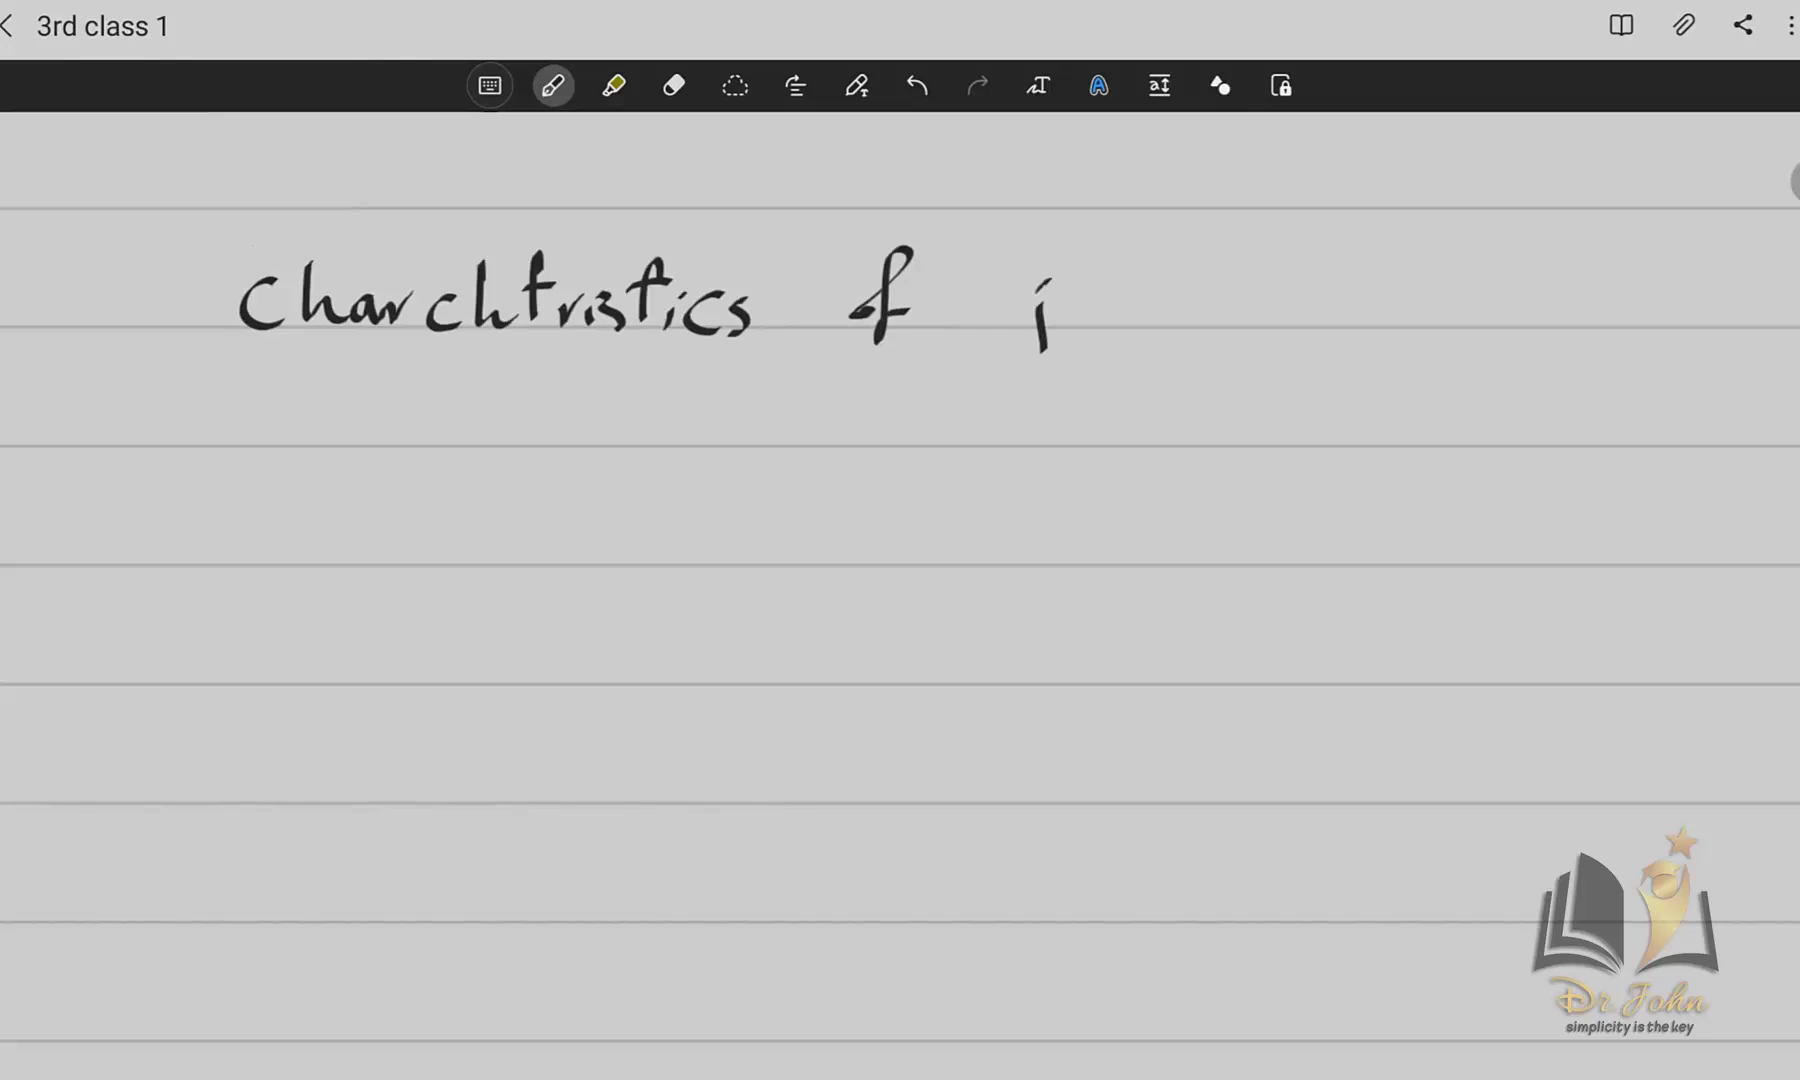 3rd class 1
Charchtristics of i
Dr. John
simplicity is the key